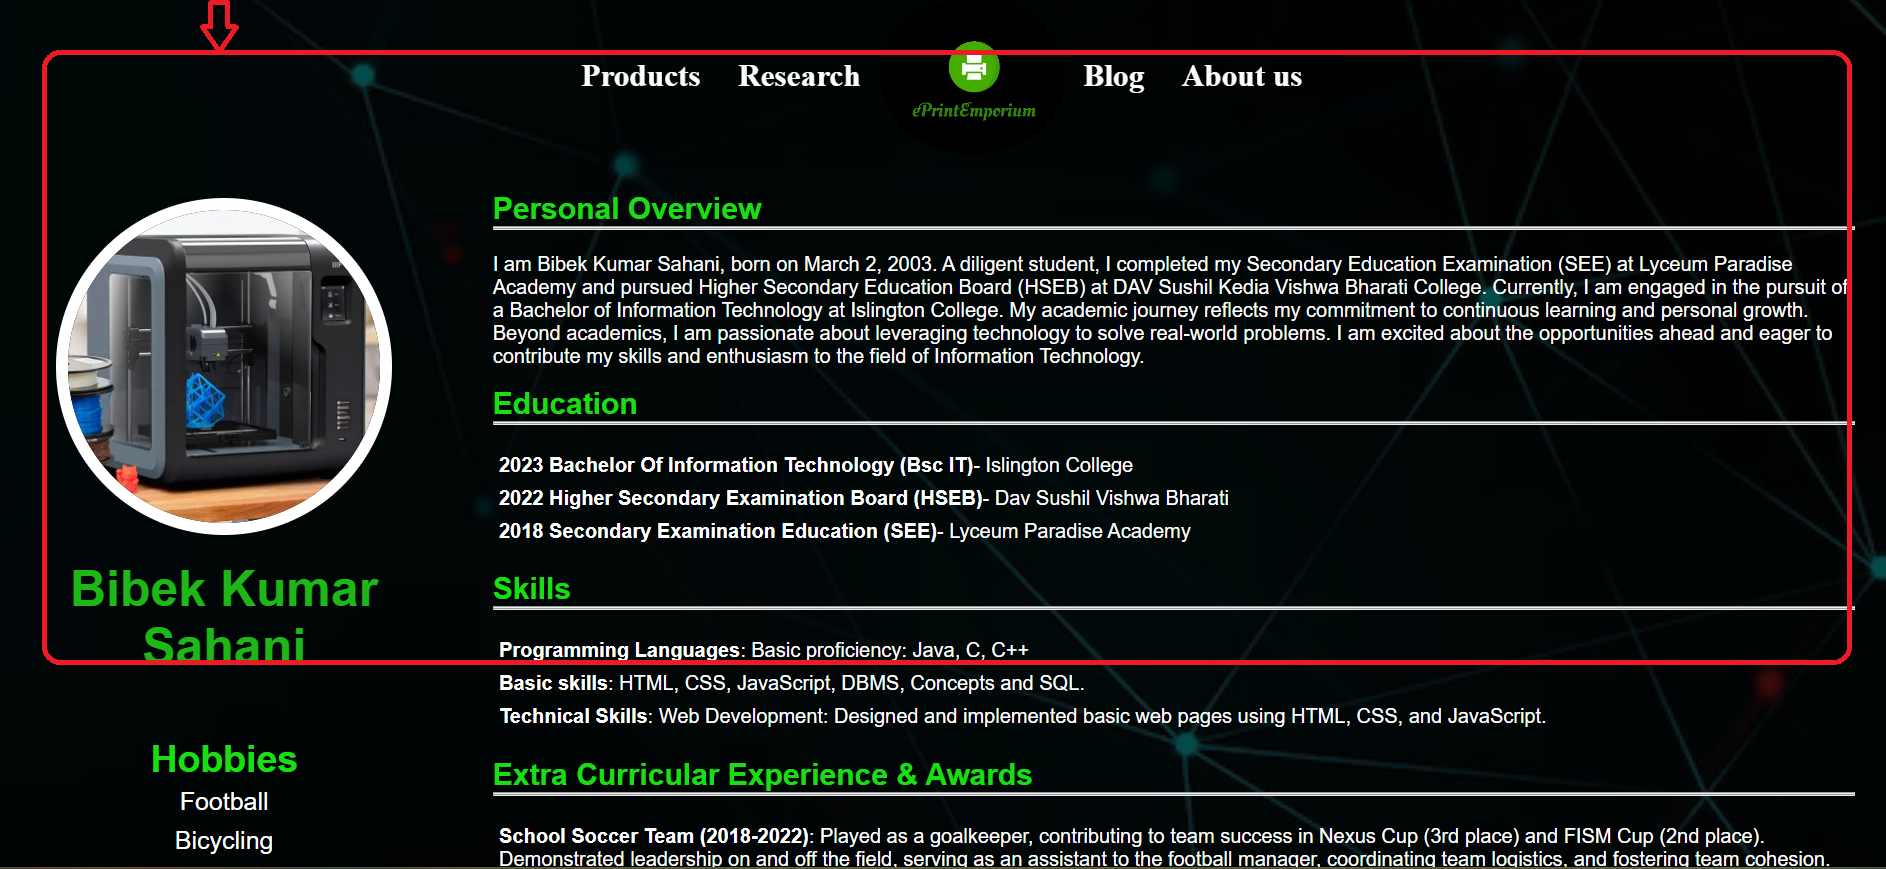 Products Research Blog About us
ePrintEmporium
Personal Overview
I am Bibek Kumar Sahani, born on March 2, 2003. A diligent student, I completed my Secondary Education Examination (SEE) at Lyceum Paradise
Academy and pursued Higher Secondary Education Board (HSEB) at DAV Sushil Kedia Vishwa Bharati College. Currently, I am engaged in the pursuit of
a Bachelor of Information Technology at Islington College. My academic journey reflects my commitment to continuous learning and personal growth.
Beyond academics, I am passionate about leveraging technology to solve real-world problems. I am excited about the opportunities ahead and eager to
contribute my skills and enthusiasm to the field of Information Technology.
Education
2023 Bachelor Of Information Technology (Bsc IT)- Islington College
2022 Higher Secondary Examination Board (HSEB)- Dav Sushil Vishwa Bharati
2018 Secondary Examination Education (SEE)- Lyceum Paradise Academy
Bibek Kumar
Sahani
Skills
Programming Languages: Basic proficiency: Java, C, C++
Basic skills: HTML, CSS, JavaScript, DBMS, Concepts and SQL.
Technical Skills: Web Development: Designed and implemented basic web pages using HTML, CSS, and JavaScript.
Hobbies
Football
Bicycling
Extra Curricular Experience & Awards
School Soccer Team (2018-2022): Played as a goalkeeper, contributing to team success in Nexus Cup (3rd place) and FISM Cup (2nd place).
Demonstrated leadership on and off the field, serving as an assistant to the football manager, coordinating team logistics, and fostering team cohesion.